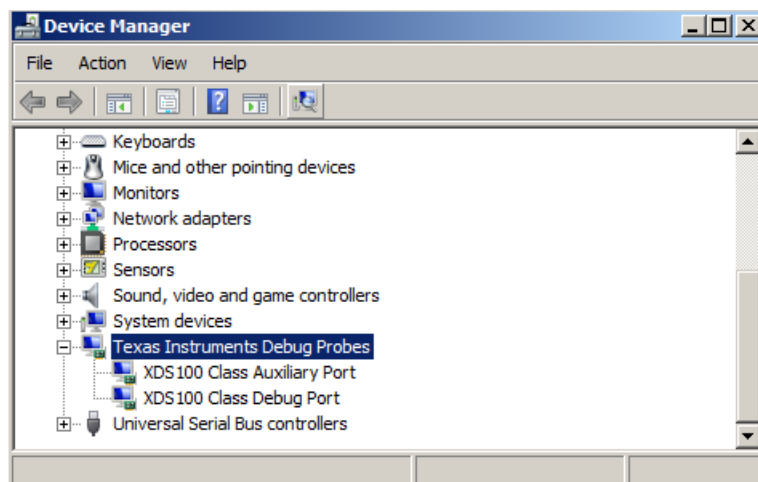 Device Manager
File Action View Help
Keyboards
Mice and other pointing devices
Monitors
Network adapters
Processors
Sensors
Sound, video and game controllers
System devices
Texas Instruments Debug Probes
XDS100 Class Auxiliary Port
XDS100 Class Debug Port
Universal Serial Bus controllers